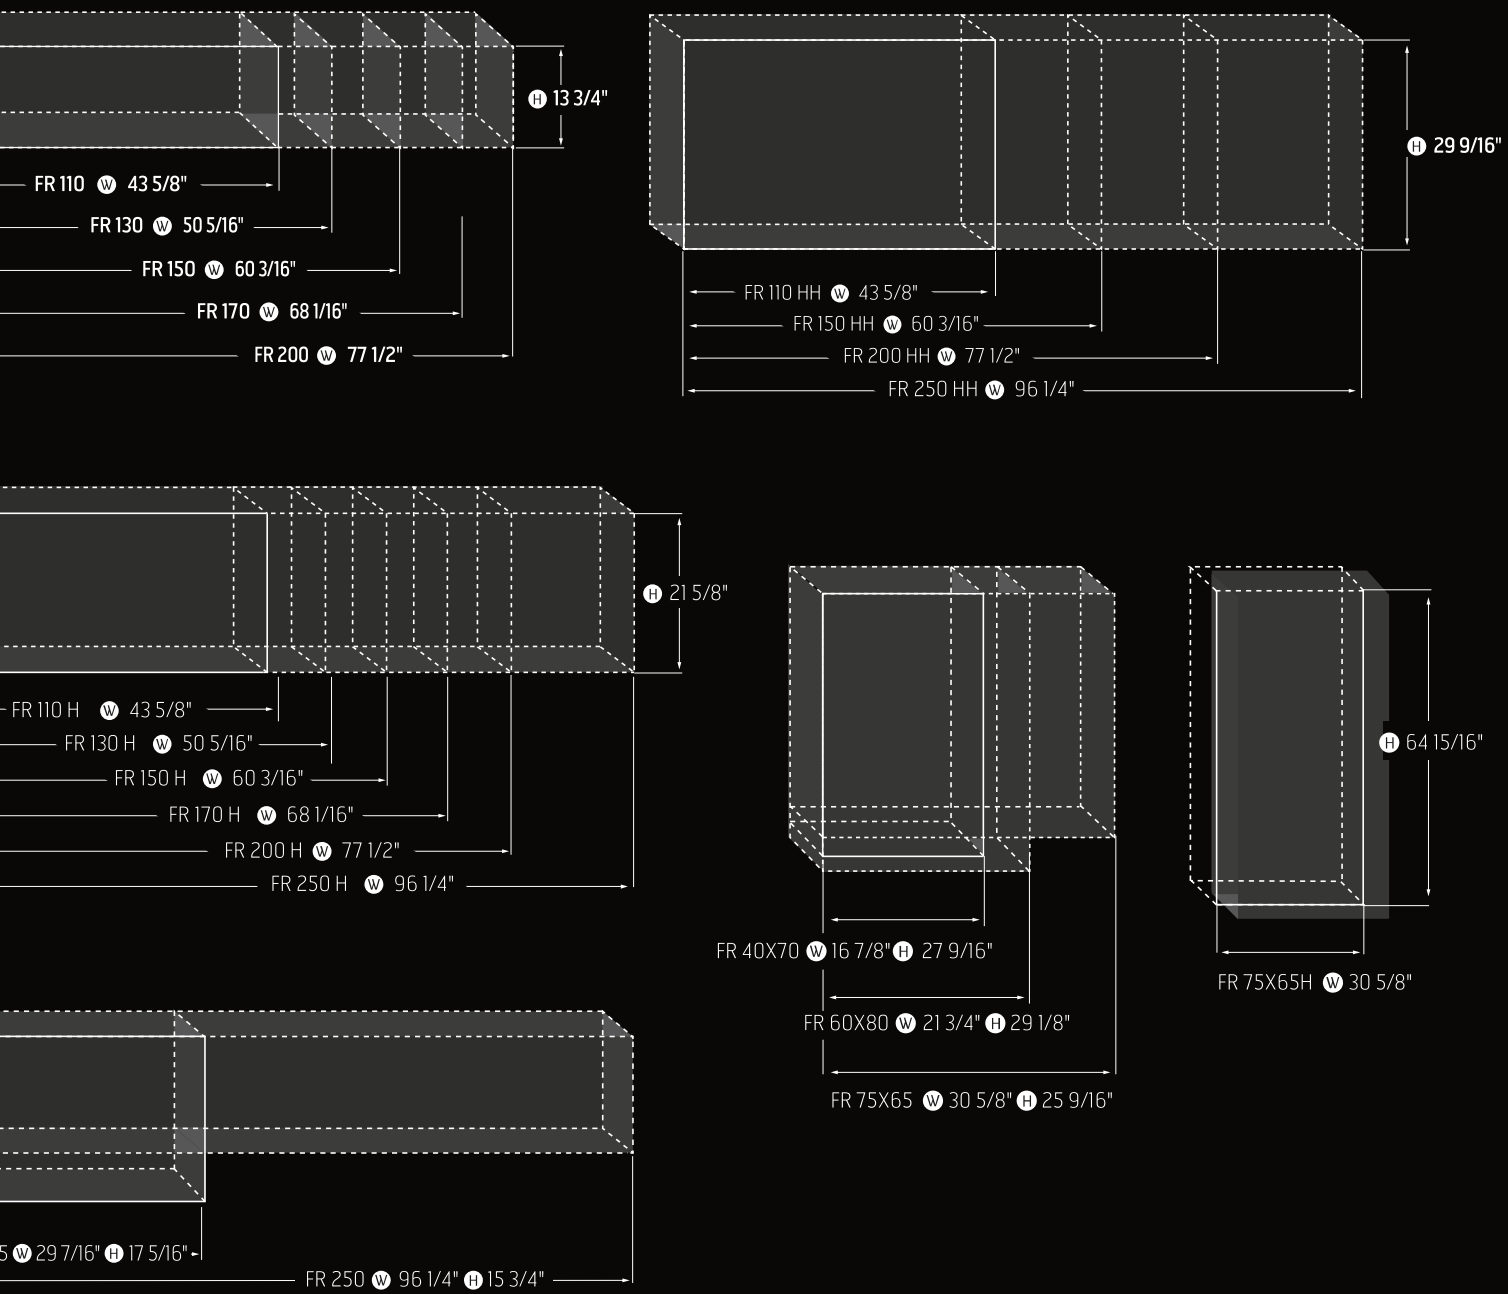 Ⓗ 13 3/4"
FR 110 Ⓦ 43 5/8"
FR 130 Ⓦ 50 5/16"
FR 150 Ⓦ 60 3/16"
FR 170 Ⓦ 68 1/16"
FR 200 Ⓦ 77 1/2"
Ⓗ 29 9/16"
FR 110 HH Ⓦ 43 5/8"
FR 150 HH Ⓦ 60 3/16"
FR 200 HH Ⓦ 77 1/2"
FR 250 HH Ⓦ 96 1/4"
Ⓗ 21 5/8"
FR 110 H Ⓦ 43 5/8"
FR 130 H Ⓦ 50 5/16"
FR 150 H Ⓦ 60 3/16"
FR 170 H Ⓦ 68 1/16"
FR 200 H Ⓦ 77 1/2"
FR 250 H Ⓦ 96 1/4"
FR 40X70 Ⓦ 16 7/8" Ⓗ 27 9/16"
FR 60X80 Ⓦ 21 3/4" Ⓗ 29 1/8"
FR 75X65 Ⓦ 30 5/8" Ⓗ 25 9/16"
Ⓗ 64 15/16"
FR 75X65H Ⓦ 30 5/8"
5 Ⓦ 29 7/16" Ⓗ 17 5/16"
FR 250 Ⓦ 96 1/4" Ⓗ 15 3/4"